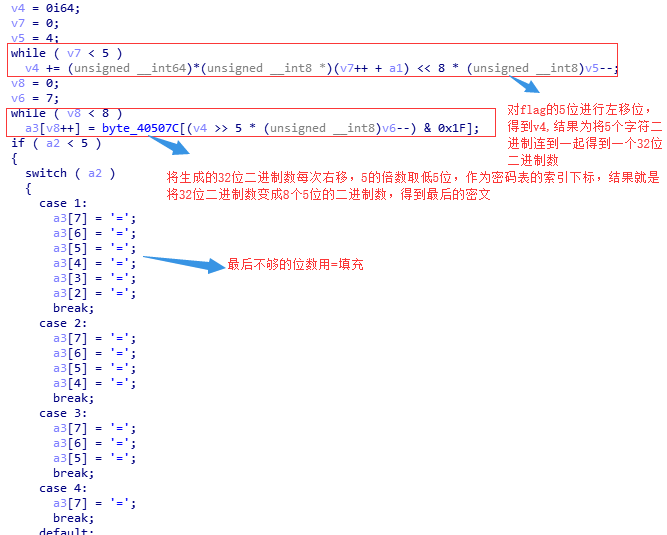 v4 = 0i64;
v7 = 0;
v5 = 4;
while ( v7 < 5 )
v4 += (unsigned __int64)*(unsigned __int8 *)(v7++ + a1) << 8 * (unsigned __int8)v5--;
v8 = 0;
v6 = 7;
while ( v8 < 8 )
a3[v8++] = byte_40507C[(v4 >> 5 * (unsigned __int8)v6--) & 0x1F];
对flag的5位进行左移位，
得到v4,结果为将5个字符二
进制连到一起得到一个32位
二进制数
if ( a2 < 5 )
{
switch ( a2 )
{
将生成的32位二进制数每次右移，5的倍数取低5位，作为密码表的索引下标，结果就是
将32位二进制数变成8个5位的二进制数，得到最后的密文
case 1:
a3[7] = '=';
a3[6] = '=';
a3[5] = '=';
a3[4] = '=';
a3[3] = '=';
a3[2] = '=';
break;
最后不够的位数用=填充
case 2:
a3[7] = '=';
a3[6] = '=';
a3[5] = '=';
a3[4] = '=';
break;
case 3:
a3[7] = '=';
a3[6] = '=';
a3[5] = '=';
break;
case 4:
a3[7] = '=';
break;
default: